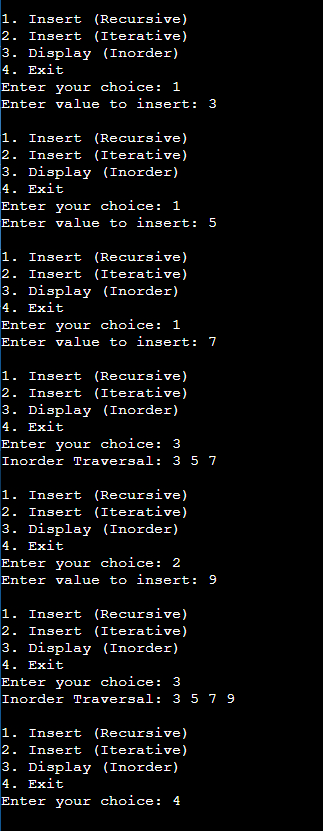 1. Insert (Recursive)
2. Insert (Iterative)
3. Display (Inorder)
4. Exit
Enter your choice: 1
Enter value to insert: 3
1. Insert (Recursive)
2. Insert (Iterative)
3. Display (Inorder)
4. Exit
Enter your choice: 1
Enter value to insert: 5
1. Insert (Recursive)
2. Insert (Iterative)
3. Display (Inorder)
4. Exit
Enter your choice: 1
Enter value to insert: 7
1. Insert (Recursive)
2. Insert (Iterative)
3. Display (Inorder)
4. Exit
Enter your choice: 3
Inorder Traversal: 3 5 7
1. Insert (Recursive)
2. Insert (Iterative)
3. Display (Inorder)
4. Exit
Enter your choice: 2
Enter value to insert: 9
1. Insert (Recursive)
2. Insert (Iterative)
3. Display (Inorder)
4. Exit
Enter your choice: 3
Inorder Traversal: 3 5 7 9
1. Insert (Recursive)
2. Insert (Iterative)
3. Display (Inorder)
4. Exit
Enter your choice: 4